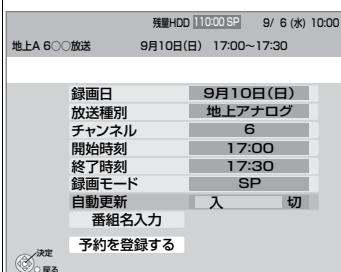 残量HDD 110:00 SP 9/ 6 (水) 10:00
地上A 6○○放送 9月10日(日) 17:00~17:30
録画日 9月10日(日)
放送種別 地上アナログ
チャンネル 6
開始時刻 17:00
終了時刻 17:30
録画モード SP
自動更新 入 切
番組名入力
予約を登録する
決定
戻る